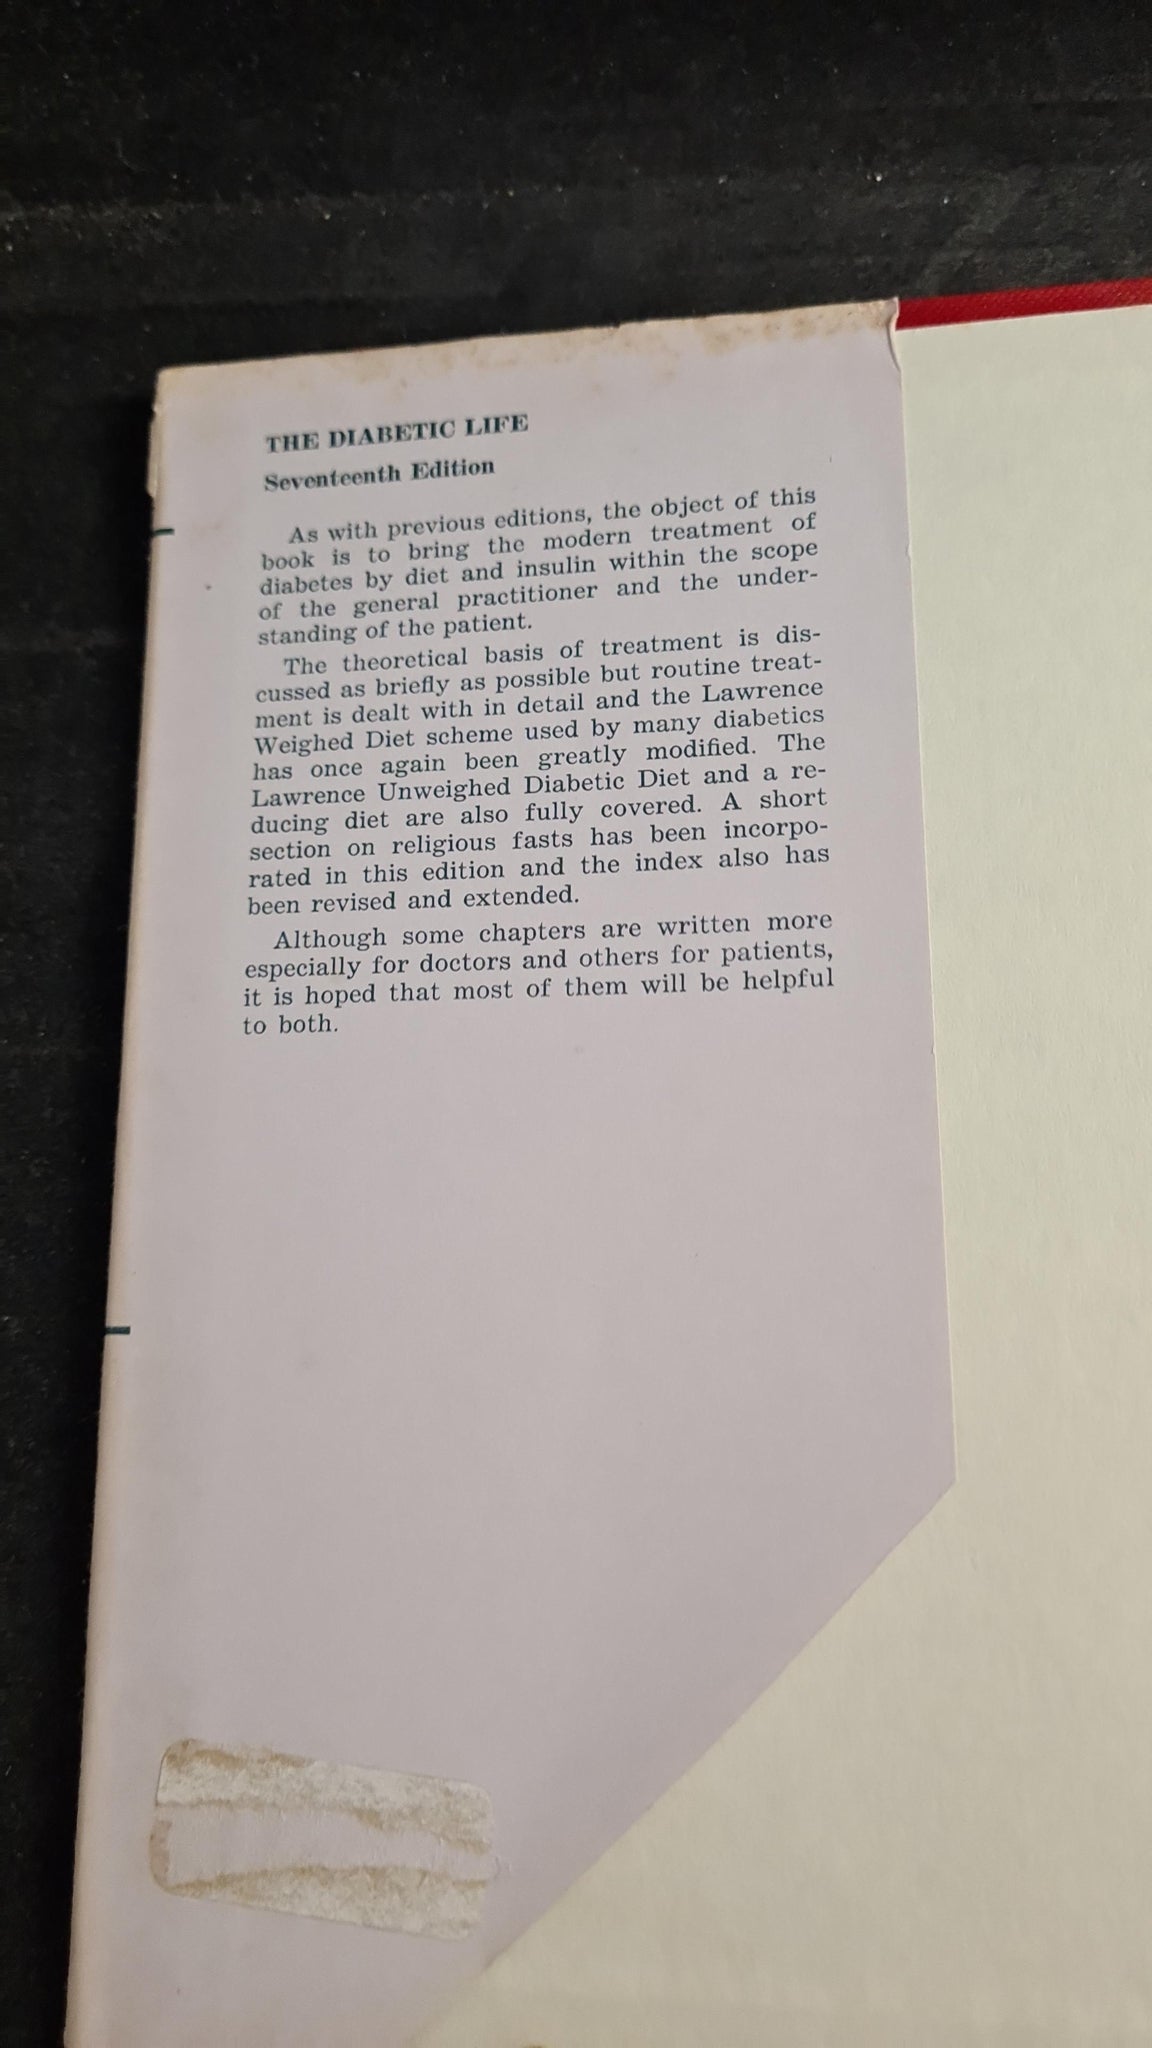 THE DIABETIC LIFE
Seventeenth Edition
As with previous editions, the object of this
book is to bring the modern treatment of
diabetes by diet and insulin within the scope
of the general practitioner and the under-
standing of the patient.
The theoretical basis of treatment is dis-
cussed as briefly as possible but routine treat-
ment is dealt with in detail and the Lawrence
Weighed Diet scheme used by many diabetics
has once again been greatly modified. The
Lawrence Unweighed Diabetic Diet and a re-
ducing diet are also fully covered. A short
section on religious fasts has been incorpo-
rated in this edition and the index also has
been revised and extended.
Although some chapters are written more
especially for doctors and others for patients,
it is hoped that most of them will be helpful
to both.